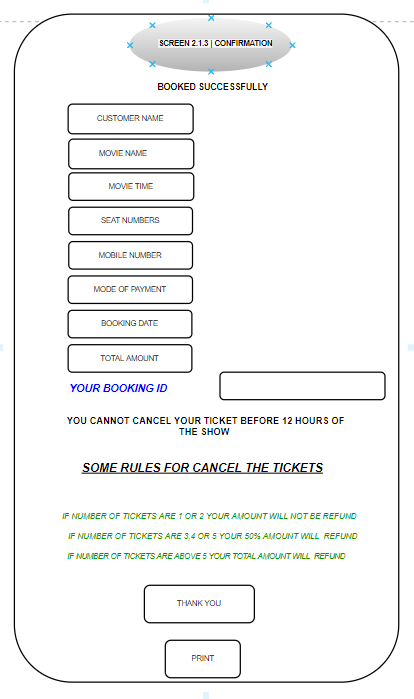 SCREEN 2.1.3 | CONFIRMATION
BOOKED SUCCESSFULLY
CUSTOMER NAME
MOVIE NAME
MOVIE TIME
SEAT NUMBERS
MOBILE NUMBER
MODE OF PAYMENT
BOOKING DATE
TOTAL AMOUNT
YOUR BOOKING ID
YOU CANNOT CANCEL YOUR TICKET BEFORE 12 HOURS OF
THE SHOW
SOME RULES FOR CANCEL THE TICKETS
IF NUMBER OF TICKETS ARE 1 OR 2 YOUR AMOUNT WILL NOT BE REFUND
IF NUMBER OF TICKETS ARE 3,4 OR 5 YOUR 50% AMOUNT WILL REFUND
IF NUMBER OF TICKETS ARE ABOVE 5 YOUR TOTAL AMOUNT WILL REFUND
THANK YOU
PRINT